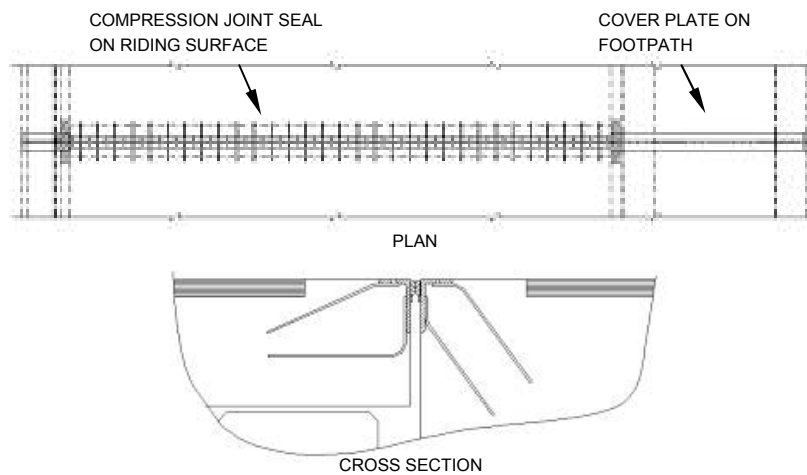 COMPRESSION JOINT SEAL
ON RIDING SURFACE
COVER PLATE ON
FOOTPATH
PLAN
CROSS SECTION